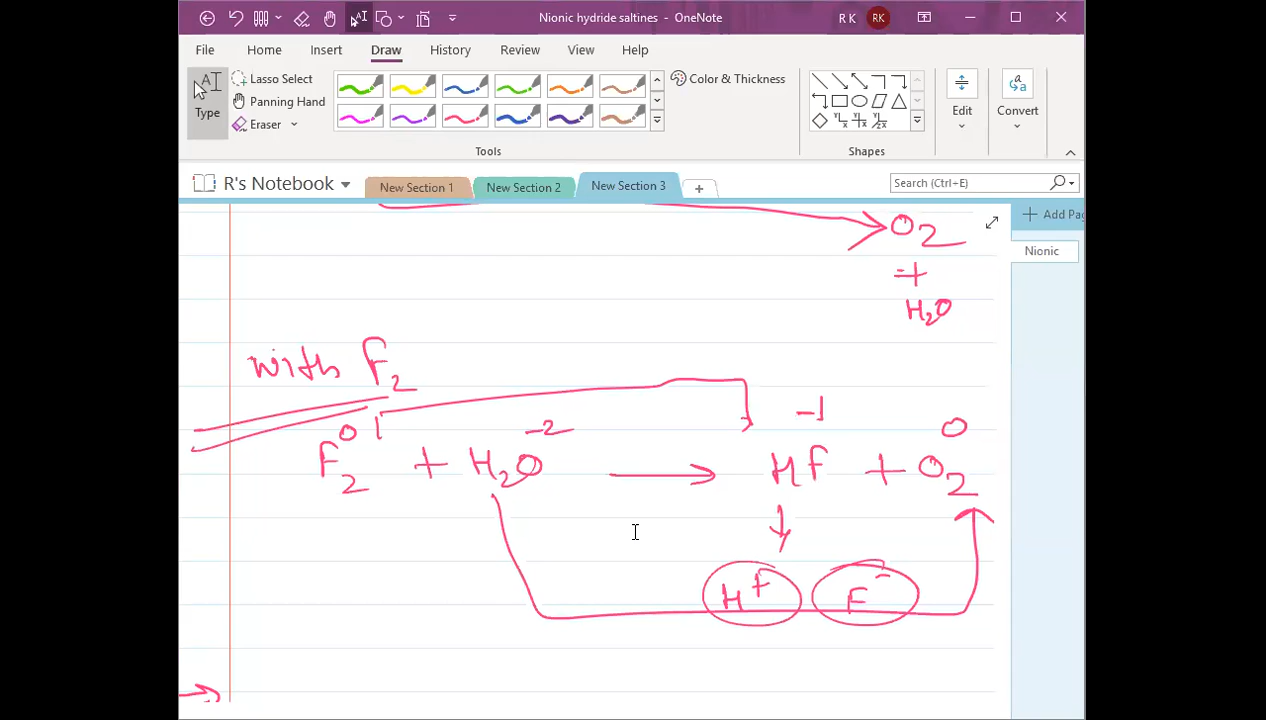 Nionic hydride saltines - OneNote
R K RK
File Home Insert Draw History Review View Help
Type
Lasso Select
Panning Hand
Eraser
Color & Thickness
Edit
Convert
Tools
Shapes
R's Notebook
New Section 1
New Section 2
New Section 3
Search (Ctrl+E)
Add Pag
Nionic
O2
+
H2O
with F2
0 -2 -1 0
F2 + H2O → HF + O2
↓
H+ F-